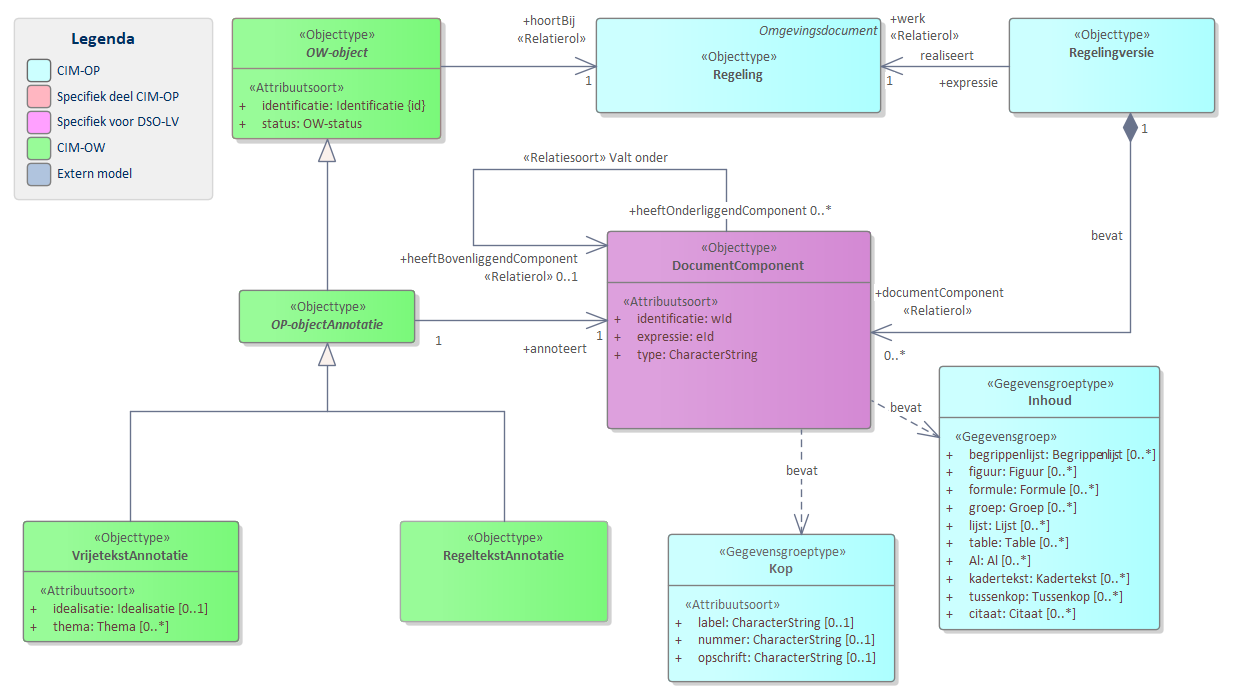 Legenda
CIM-OP
Specifiek deel CIM-OP
Specifiek voor DSO-LV
CIM-OW
Extern model
«Objecttype»
OW-object
«Attribuutsoort»
+ identificatie: Identificatie {id}
+ status: OW-status
+hoortBij
«Relatierol»
1
Omgevingsdocument
«Objecttype»
Regeling
+werk
«Relatierol»
realiseert
1
+expressie
«Objecttype»
Regelingversie
1
bevat
«Relatiesoort» Valt onder
+heeftOnderliggendComponent 0..*
+heeftBovenliggendComponent
«Relatierol» 0..1
«Objecttype»
DocumentComponent
«Attribuutsoort»
+ identificatie: wId
+ expressie: eId
+ type: CharacterString
+documentComponent
«Relatierol»
0..*
«Objecttype»
OP-objectAnnotatie
1
+annoteert
1
bevat
bevat
«Gegevensgroeptype»
Inhoud
«Gegevensgroep»
+ begrippenlijst: Begrippenlijst [0..*]
+ figuur: Figuur [0..*]
+ formule: Formule [0..*]
+ groep: Groep [0..*]
+ lijst: Lijst [0..*]
+ table: Table [0..*]
+ Al: Al [0..*]
+ kadertekst: Kadertekst [0..*]
+ tussenkop: Tussenkop [0..*]
+ citaat: Citaat [0..*]
«Objecttype»
VrijetekstAnnotatie
«Attribuutsoort»
+ idealisatie: Idealisatie [0..1]
+ thema: Thema [0..*]
«Objecttype»
RegeltekstAnnotatie
«Gegevensgroeptype»
Kop
«Attribuutsoort»
+ label: CharacterString [0..1]
+ nummer: CharacterString [0..1]
+ opschrift: CharacterString [0..1]